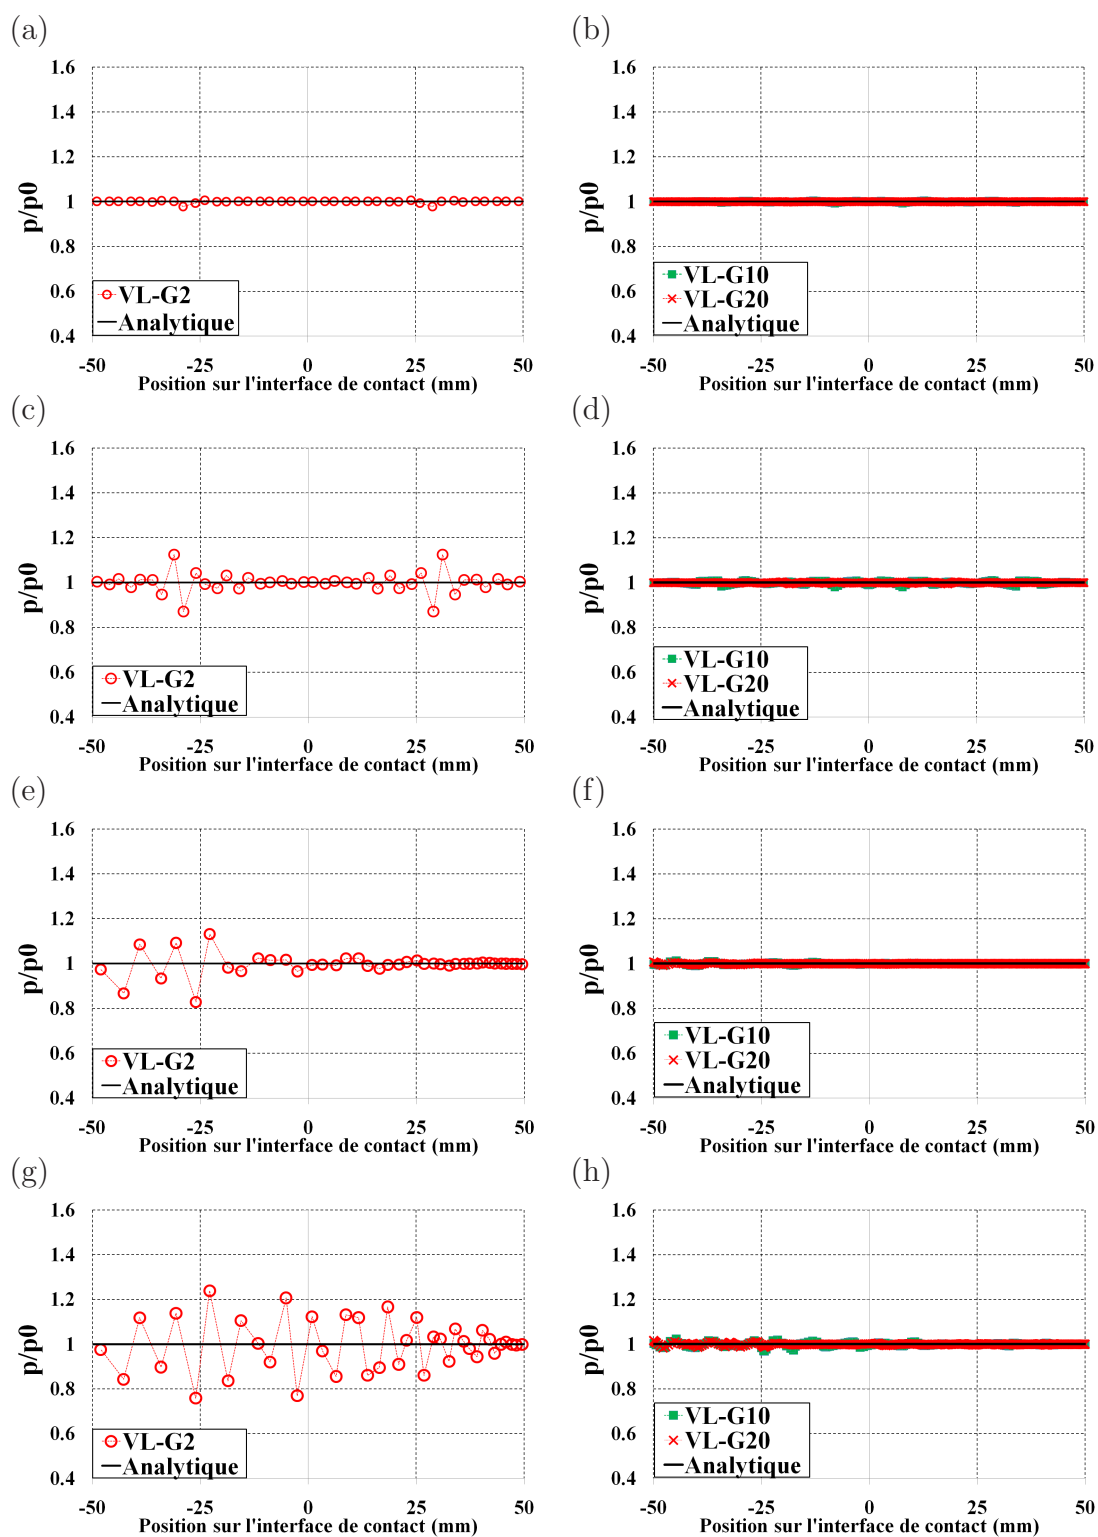 (a)
1.6
1.4
1.2
1
0.8
0.6
0.4
p/p0
VL-G2
Analytique
-50 -25 0 25 50
Position sur l'interface de contact (mm)
(b)
1.6
1.4
1.2
1
0.8
0.6
0.4
p/p0
VL-G10
VL-G20
Analytique
-50 -25 0 25 50
Position sur l'interface de contact (mm)
(c)
1.6
1.4
1.2
1
0.8
0.6
0.4
p/p0
VL-G2
Analytique
-50 -25 0 25 50
Position sur l'interface de contact (mm)
(d)
1.6
1.4
1.2
1
0.8
0.6
0.4
p/p0
VL-G10
VL-G20
Analytique
-50 -25 0 25 50
Position sur l'interface de contact (mm)
(e)
1.6
1.4
1.2
1
0.8
0.6
0.4
p/p0
VL-G2
Analytique
-50 -25 0 25 50
Position sur l'interface de contact (mm)
(f)
1.6
1.4
1.2
1
0.8
0.6
0.4
p/p0
VL-G10
VL-G20
Analytique
-50 -25 0 25 50
Position sur l'interface de contact (mm)
(g)
1.6
1.4
1.2
1
0.8
0.6
0.4
p/p0
VL-G2
Analytique
-50 -25 0 25 50
Position sur l'interface de contact (mm)
(h)
1.6
1.4
1.2
1
0.8
0.6
0.4
p/p0
VL-G10
VL-G20
Analytique
-50 -25 0 25 50
Position sur l'interface de contact (mm)